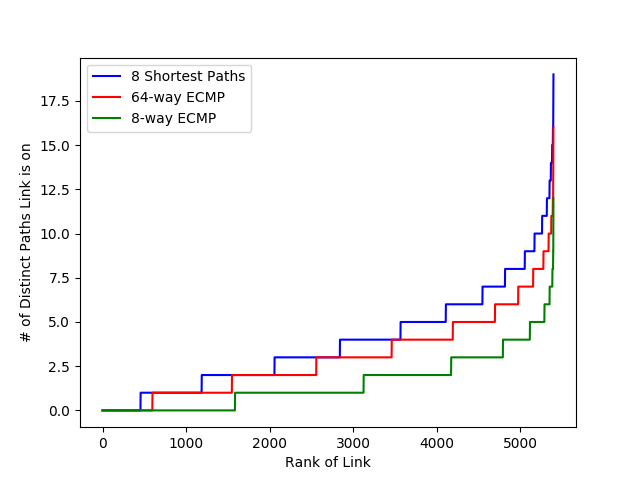 8 Shortest Paths
64-way ECMP
8-way ECMP
# of Distinct Paths Link is on
17.5
15.0
12.5
10.0
7.5
5.0
2.5
0.0
0 1000 2000 3000 4000 5000
Rank of Link